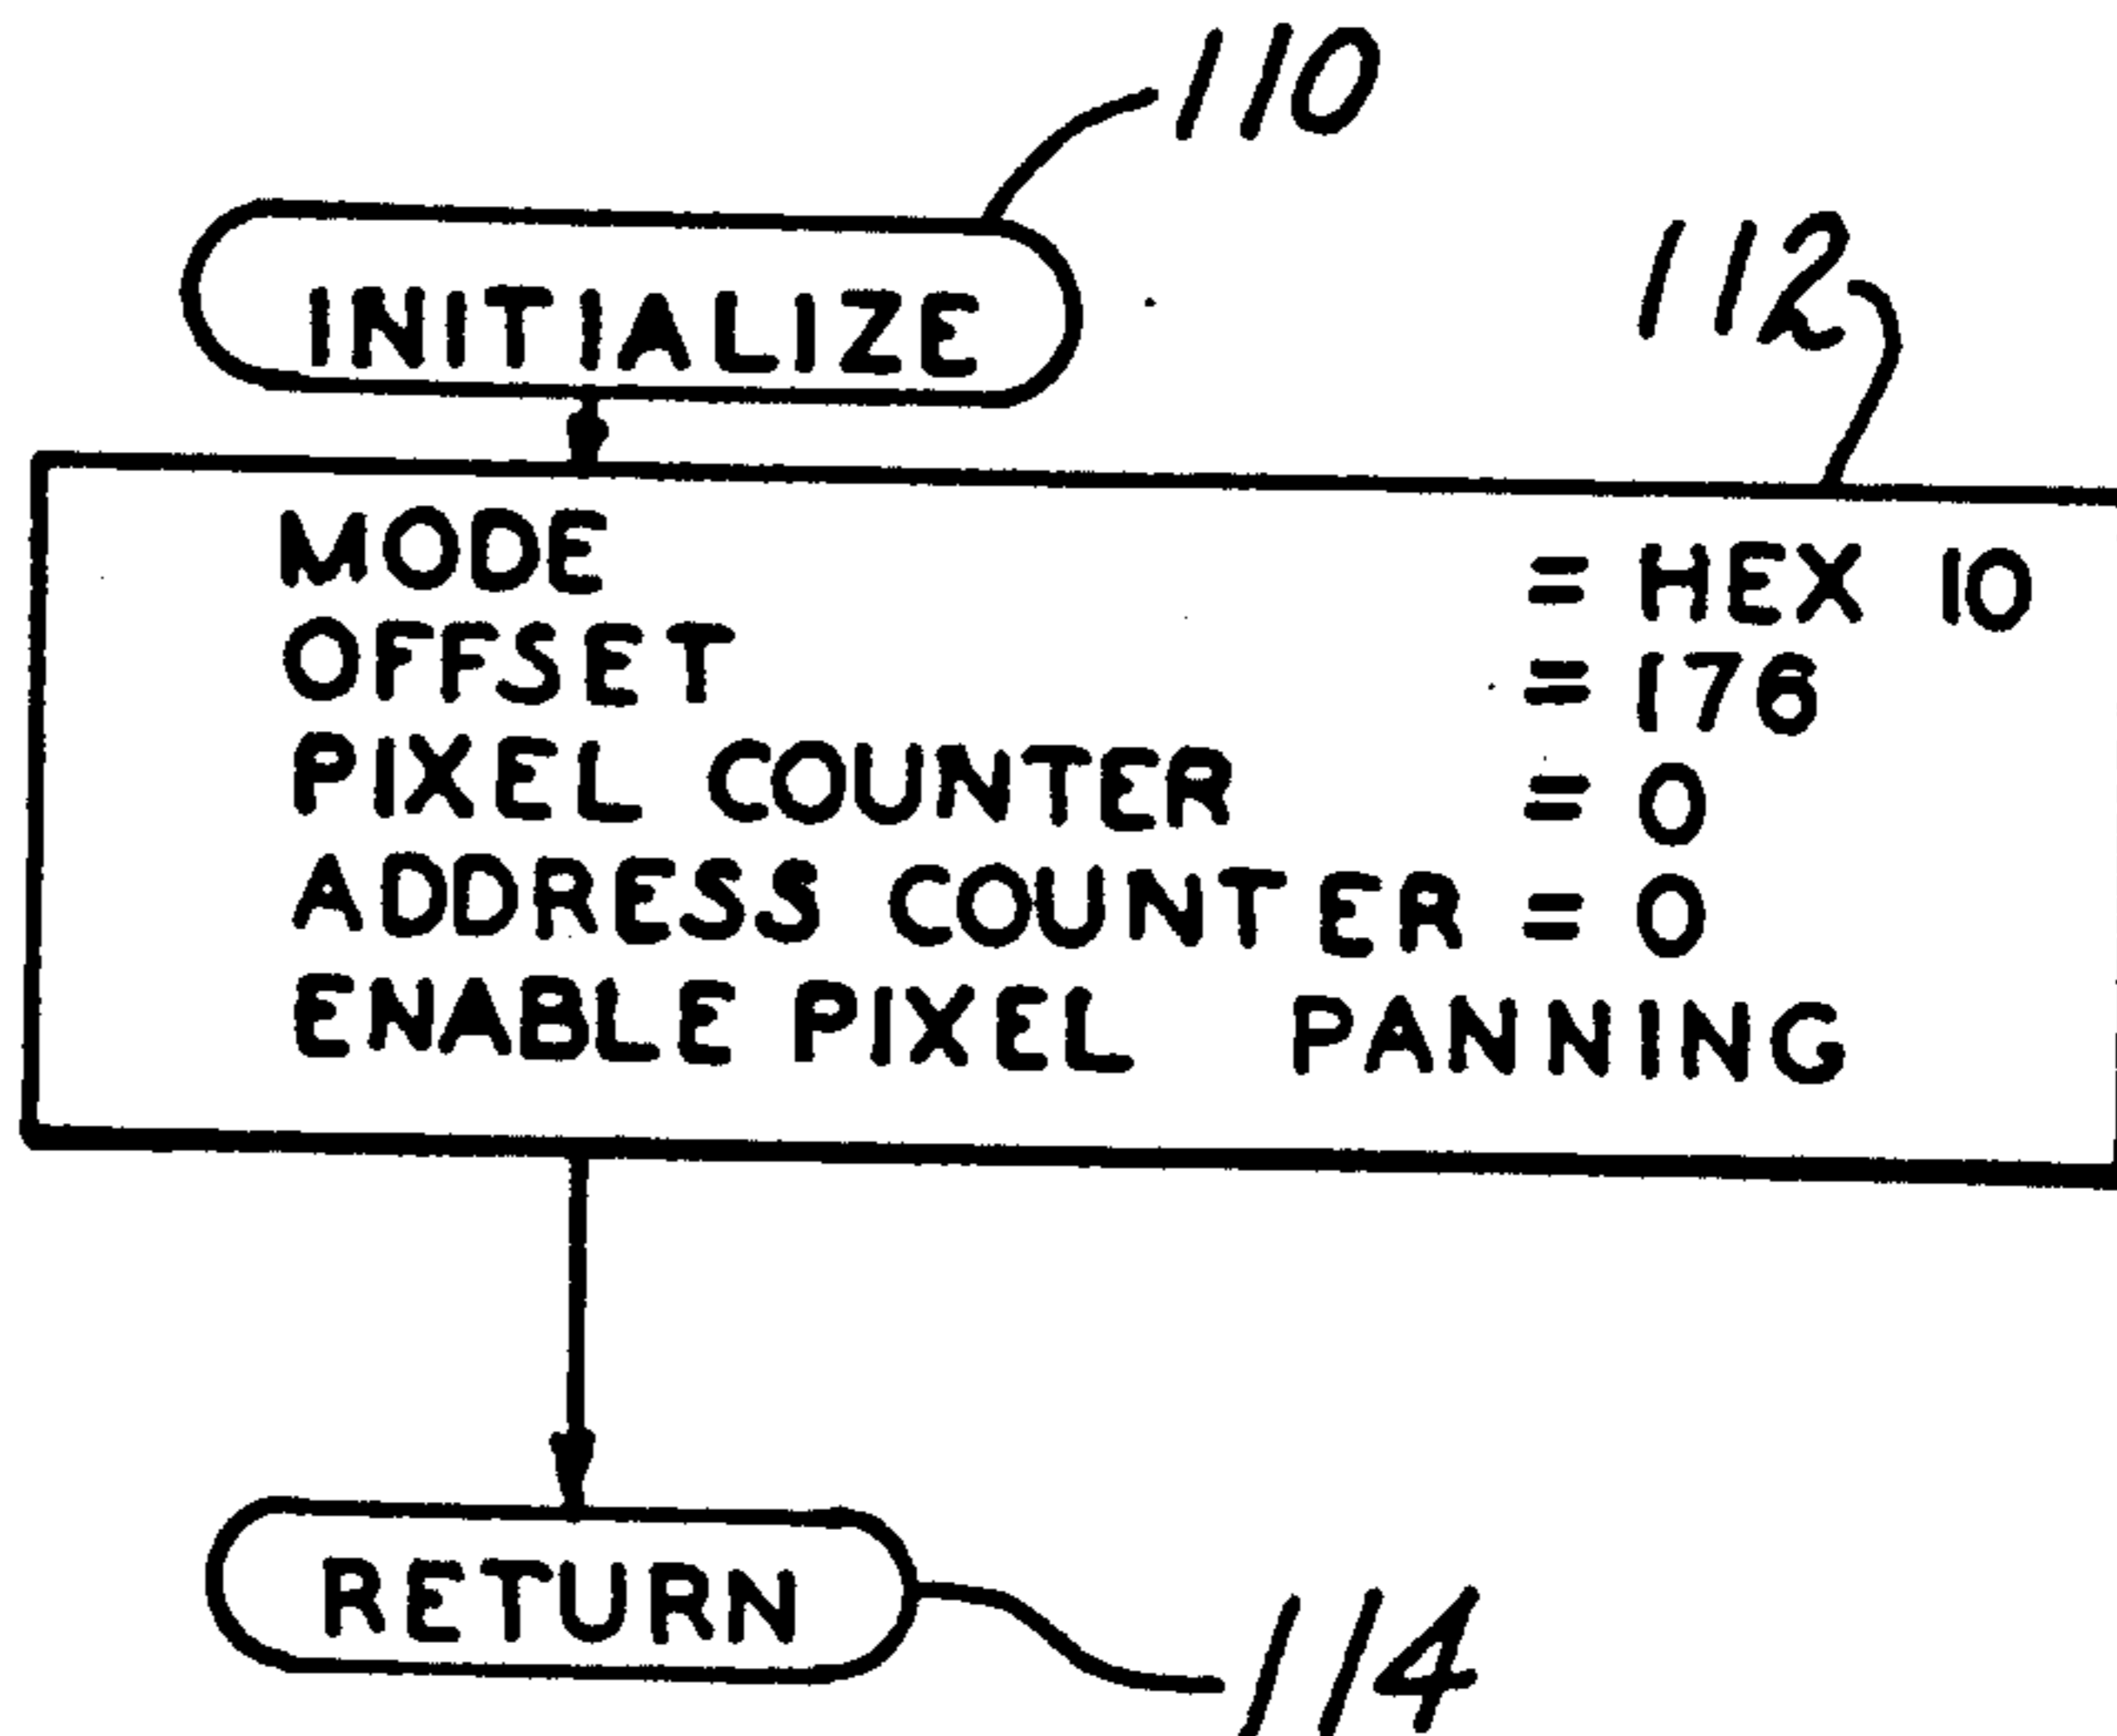 110
INITIALIZE
112
MODE = HEX 10
OFFSET = 176
PIXEL COUNTER = 0
ADDRESS COUNTER = 0
ENABLE PIXEL PANNING
RETURN
114